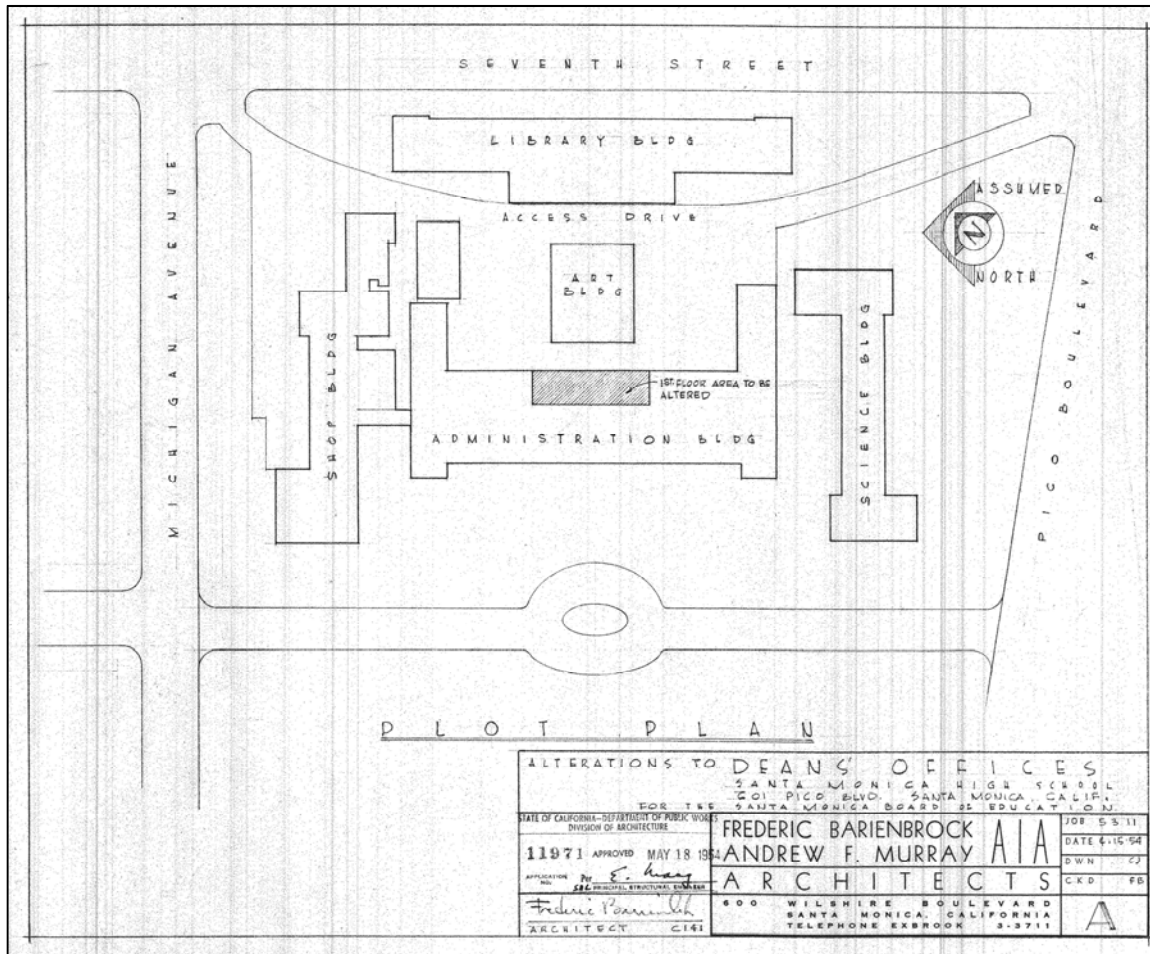 SEVENTH STREET
LIBRARY BLDG
ACCESS DRIVE
ART
BLDG
ASSUMED
N
NORTH
MICHIGAN AVENUE
PICO BOULEVARD
SHOP BLDG
SCIENCE BLDG
1ST FLOOR AREA TO BE
ALTERED
ADMINISTRATION BLDG
PLOT PLAN
ALTERATIONS TO DEANS' OFFICES
SANTA MONICA HIGH SCHOOL
601 PICO BLVD. SANTA MONICA, CALIF.
FOR THE SANTA MONICA BOARD OF EDUCATION
STATE OF CALIFORNIA-DEPARTMENT OF PUBLIC WORKS
DIVISION OF ARCHITECTURE
11971 APPROVED MAY 18 1954
APPLICATION NO. Per
PRINCIPAL STRUCTURAL ENGINEER
Frederic Barienbrock
ARCHITECT C141
FREDERIC BARIENBROCK
ANDREW F. MURRAY AIA
ARCHITECTS
600 WILSHIRE BOULEVARD
SANTA MONICA, CALIFORNIA
TELEPHONE EXBROOK 3-3711
JOB 5311
DATE 4-15-54
DWN CJ
CKD FB
A